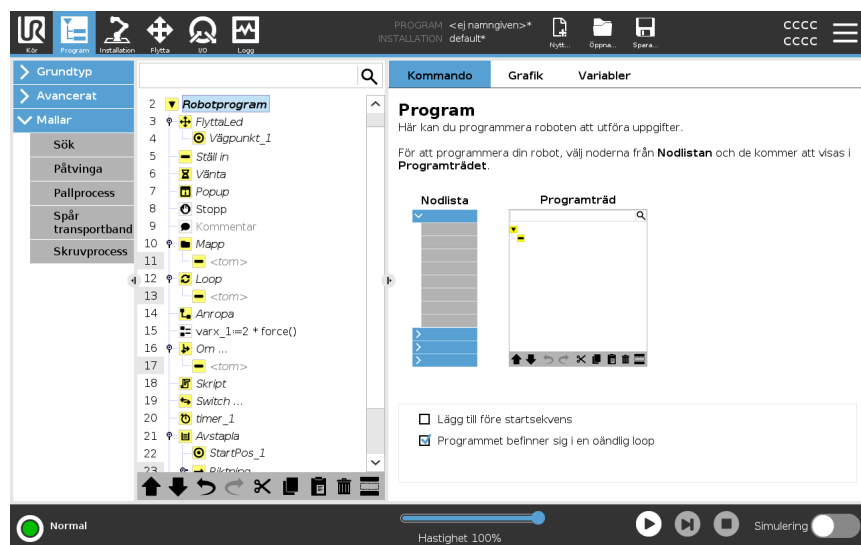 UR
PROGRAM <ej namngiven>*
INSTALLATION default*
Kör Program Installation Flytta I/O Logg
Nytt... Öppna... Spara...
CCCC
CCCC
Grundtyp
Avancerat
Mallar
Sök
Påtvinga
Pallprocess
Spår
transportband
Skruvprocess
2 Robotprogram
3 FlyttaLed
4 Vägpunkt_1
5 Ställ in
6 Vänta
7 Popup
8 Stopp
9 Kommentar
10 Mapp
11 <tom>
12 Loop
13 <tom>
14 Anropa
15 varx_1:=2 * force()
16 Om ...
17 <tom>
18 Skript
19 Switch ...
20 timer_1
21 Avstapla
22 StartPos_1
23 Riktning
Kommando Grafik Variabler
Program
Här kan du programmera roboten att utföra uppgifter.
För att programmera din robot, välj noderna från Nodlistan och de kommer att visas i
Programträdet.
Nodlista Programträd
Lägg till före startsekvens
Programmet befinner sig i en oändlig loop
Normal
Hastighet 100%
Simulering